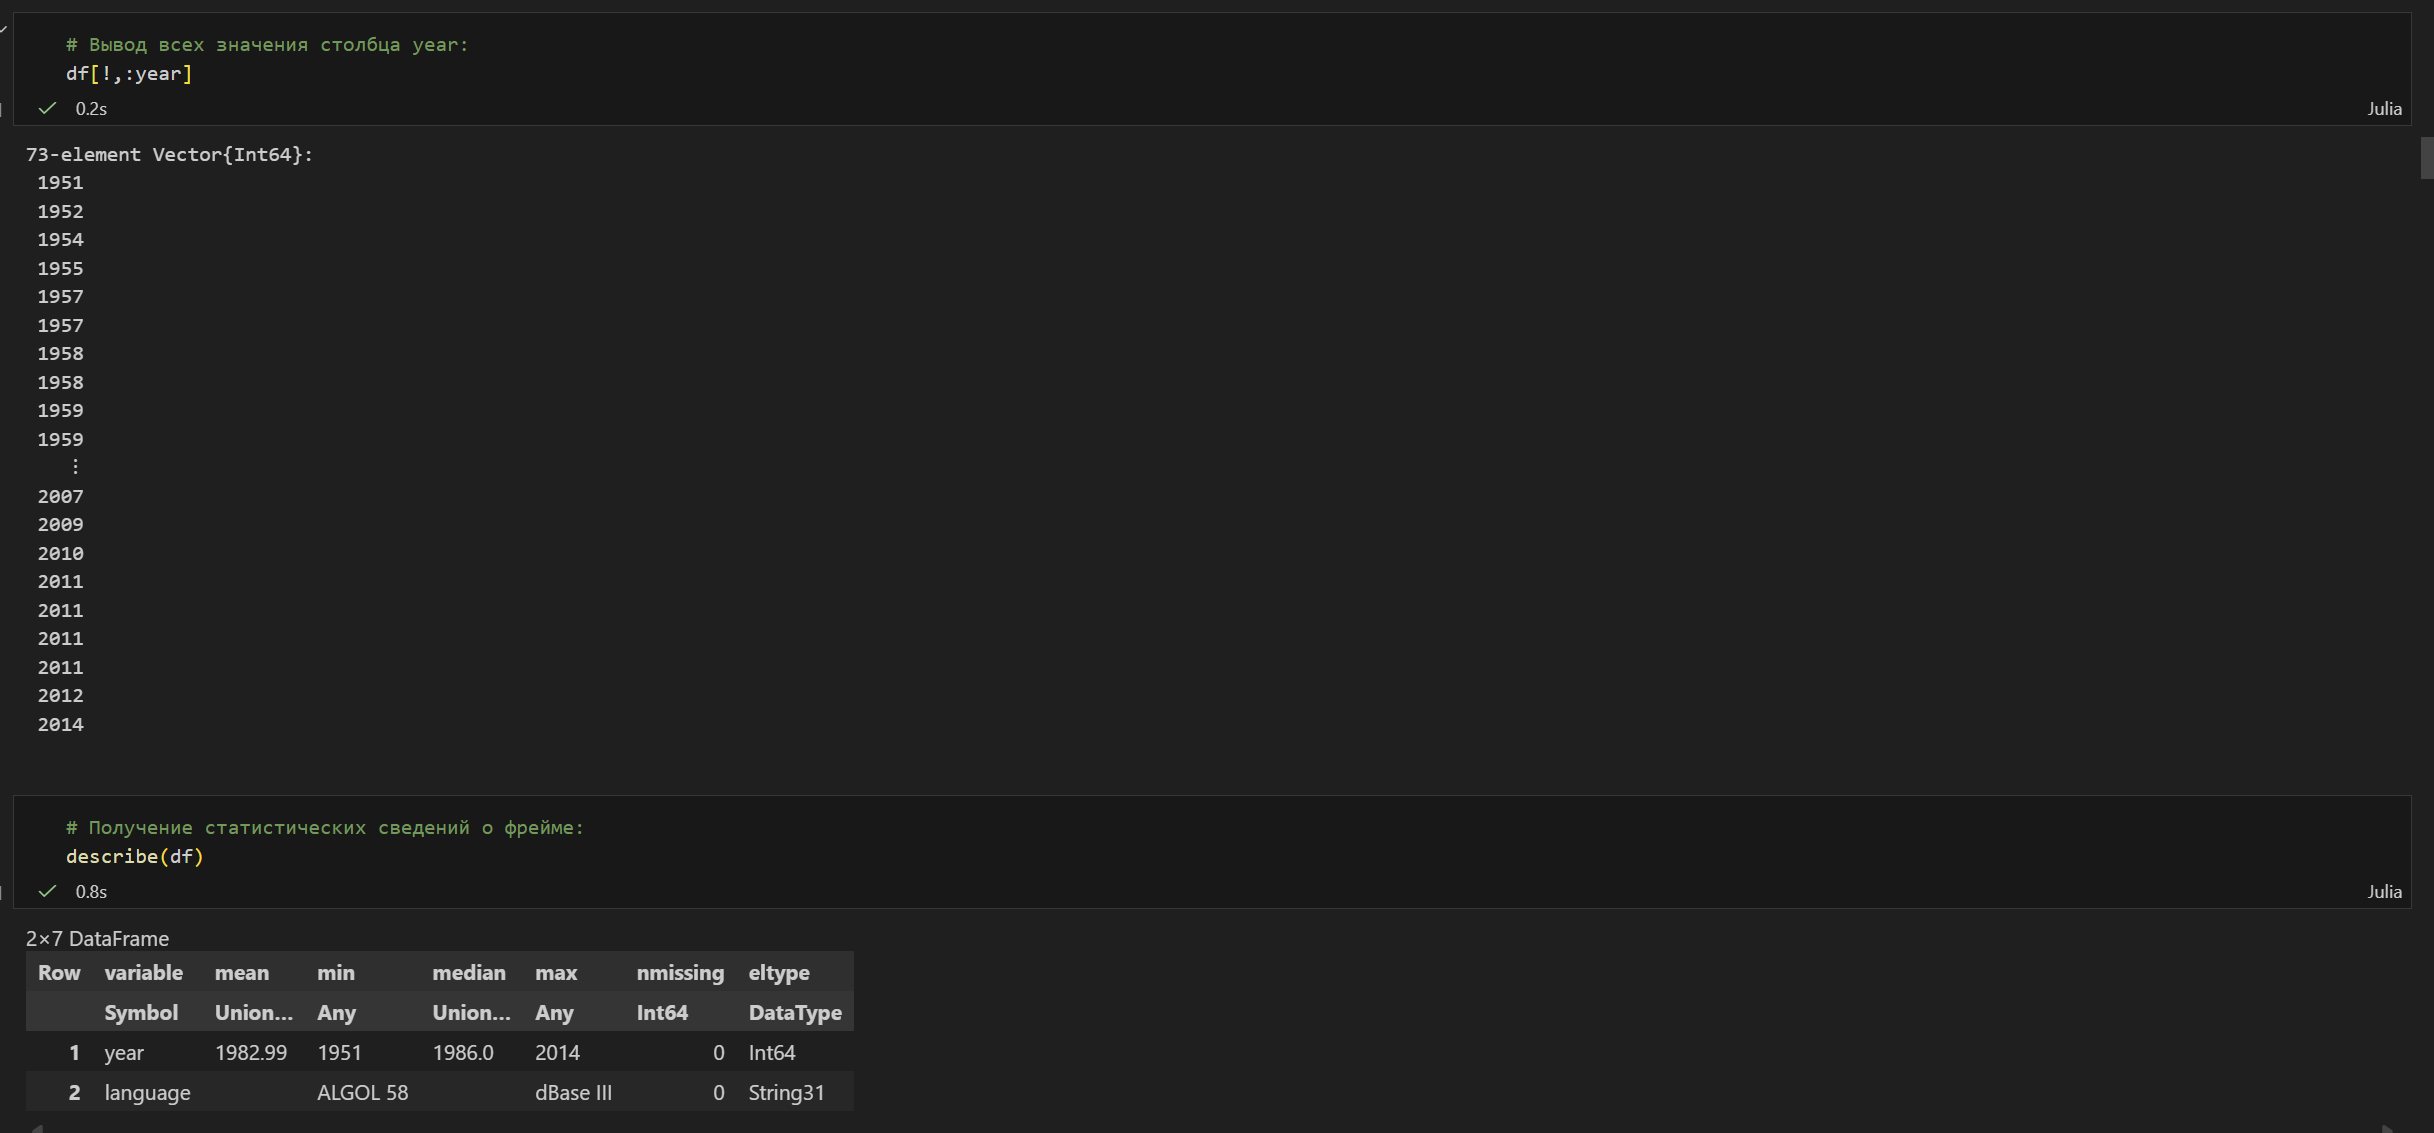 # Вывод всех значения столбца year:
df[!,:year]
0.2s
Julia
73-element Vector{Int64}:
1951
1952
1954
1955
1957
1957
1958
1958
1959
1959
⋮
2007
2009
2010
2011
2011
2011
2011
2012
2014
# Получение статистических сведений о фрейме:
describe(df)
0.8s
Julia
2×7 DataFrame
Row variable mean min median max nmissing eltype
Symbol Union… Any Union… Any Int64 DataType
1 year 1982.99 1951 1986.0 2014 0 Int64
2 language ALGOL 58 dBase III 0 String31